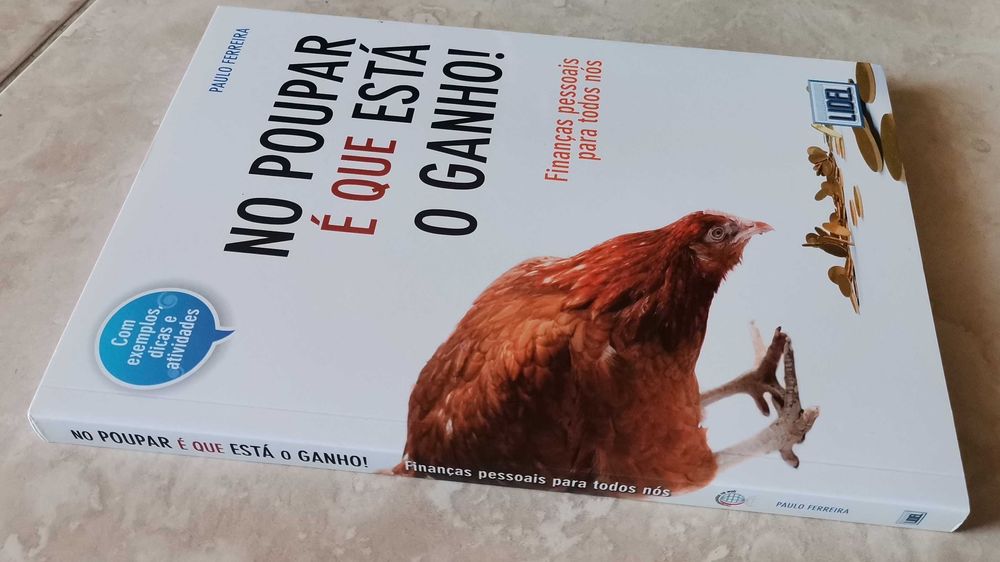 PAULO FERREIRA
NO POUPAR
É QUE ESTÁ
O GANHO!
Finanças pessoais
para todos nós
LIDEL
Com
exemplos,
dicas e
atividades
NO POUPAR É QUE ESTÁ O GANHO!
Finanças pessoais para todos nós
PAULO FERREIRA
LIDEL